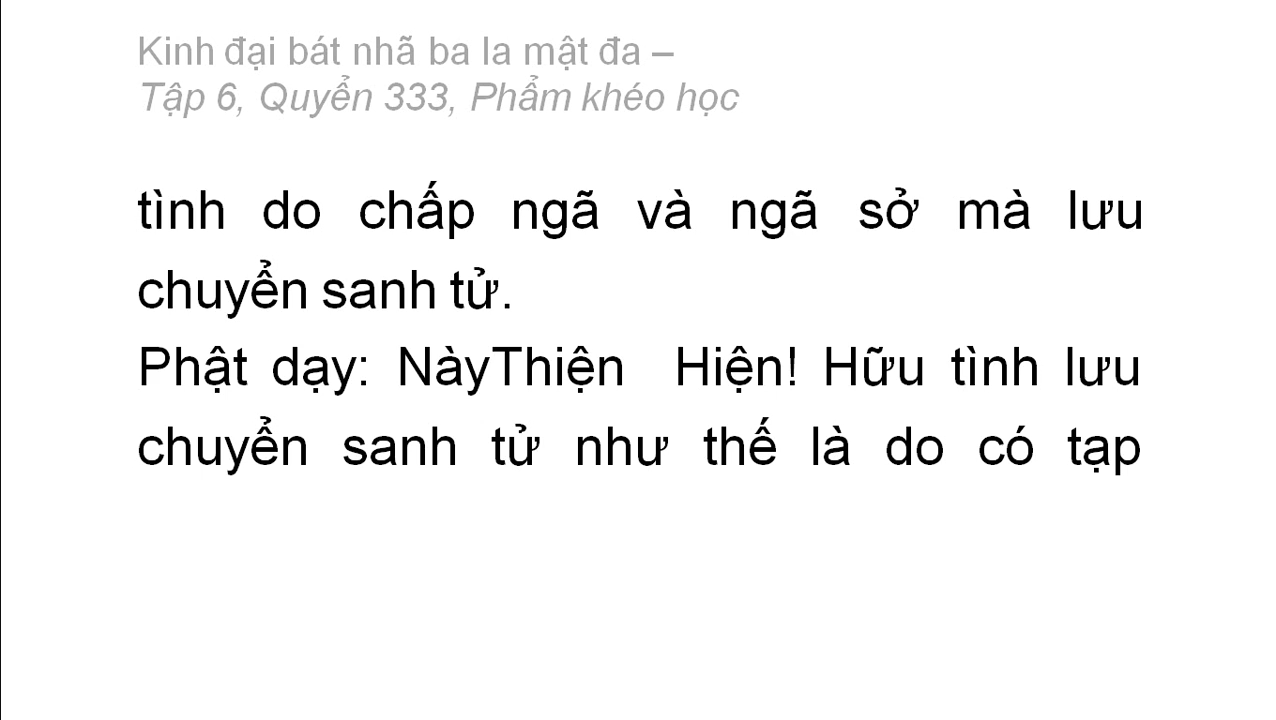 Kinh đại bát nhã ba la mật đa –
Tập 6, Quyển 333, Phẩm khéo học
tình do chấp ngã và ngã sở mà lưu
chuyển sanh tử.
Phật dạy: NàyThiện  Hiện! Hữu tình lưu
chuyển sanh tử như thế là do có tạp